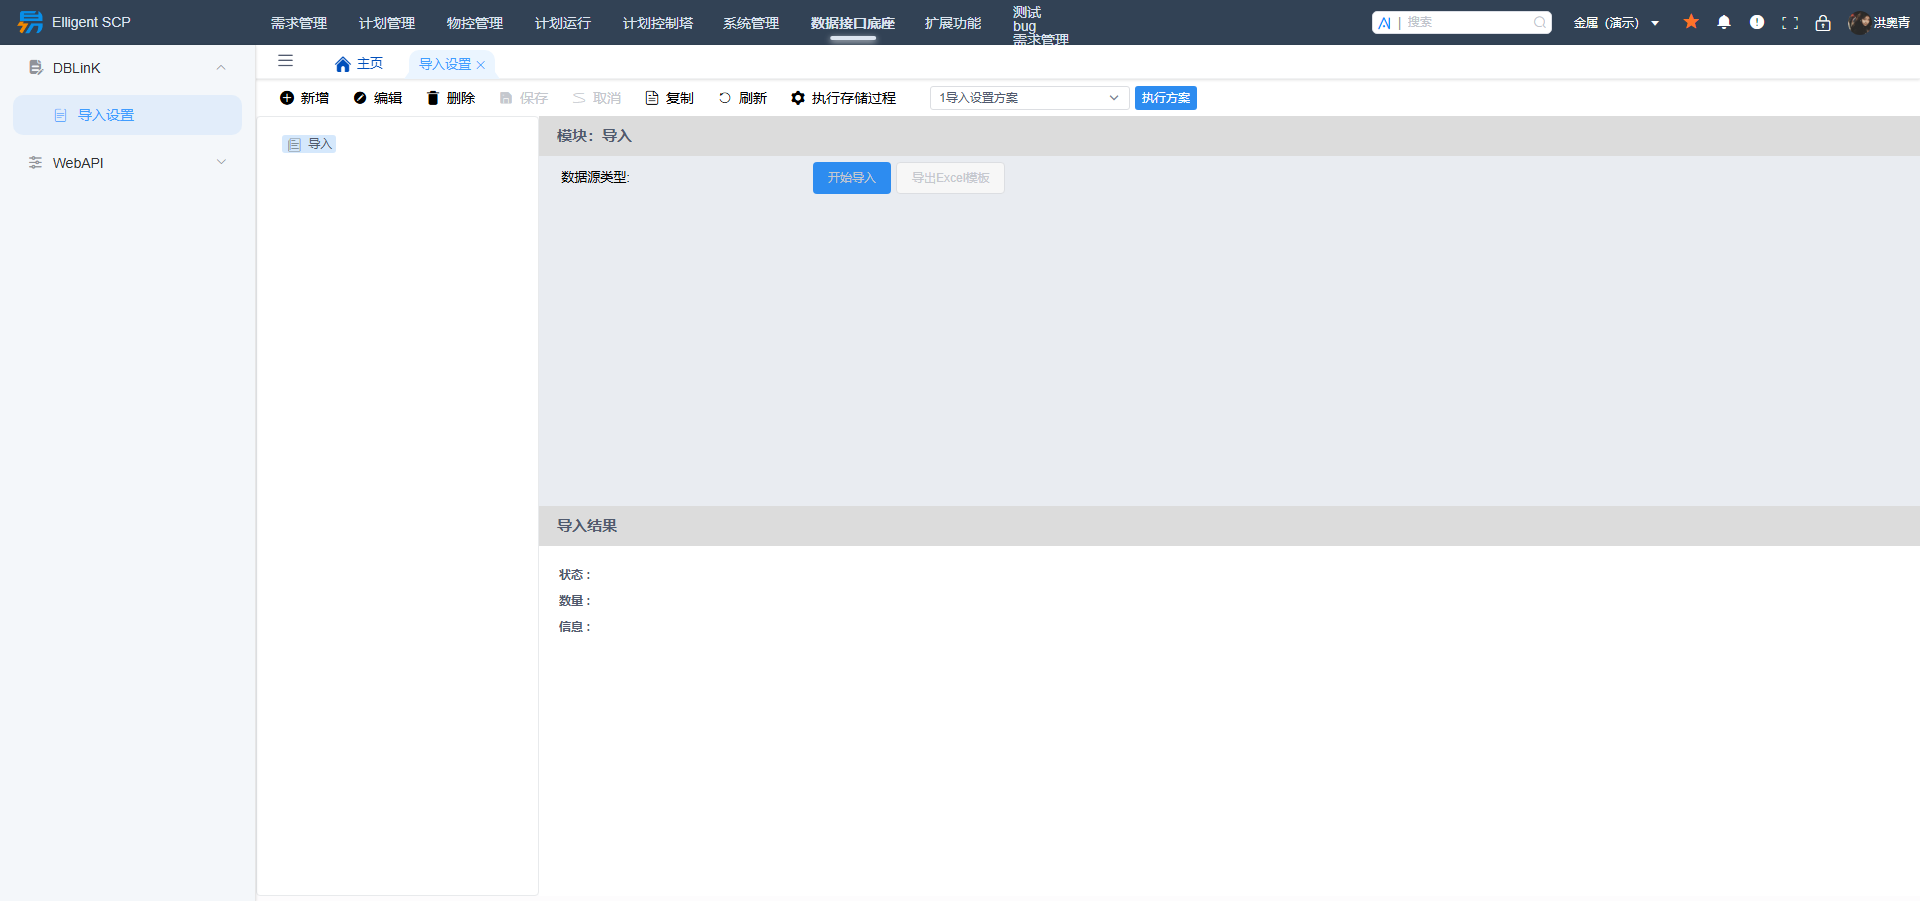 Elligent SCP
需求管理
计划管理
物控管理
计划运行
计划控制塔
系统管理
数据接口底座
扩展功能
测试
bug
需求管理
搜索
金属（演示）
洪奥青
DBLinK
导入设置
WebAPI
主页
导入设置
新增
编辑
删除
保存
取消
复制
刷新
执行存储过程
1导入设置方案
执行方案
导入
模块：导入
数据源类型:
开始导入
导出Excel模板
导入结果
状态 :
数量 :
信息 :